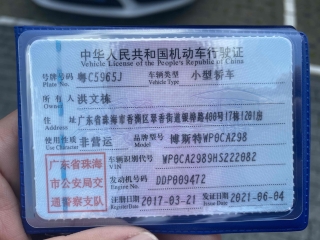 中华人民共和国机动车行驶证
Vehicle License of the People's Republic of China
号牌号码 粤C5965J 车辆类型 小型轿车
Plate No. Vehicle Type
所有人 洪文栋
Owner
住址 广东省珠海市香洲区翠香街道银桦路400号17栋1201房
Address
使用性质 非营运 品牌型号 博斯特WP0CA298
Use Character Model
广东省珠海
市公安局交
通警察支队
车辆识别代号 WP0CA2989HS222082
VIN
发动机号码 DDP009472
Engine No.
注册日期 2017-03-21 发证日期 2021-06-04
Register Date Issue Date